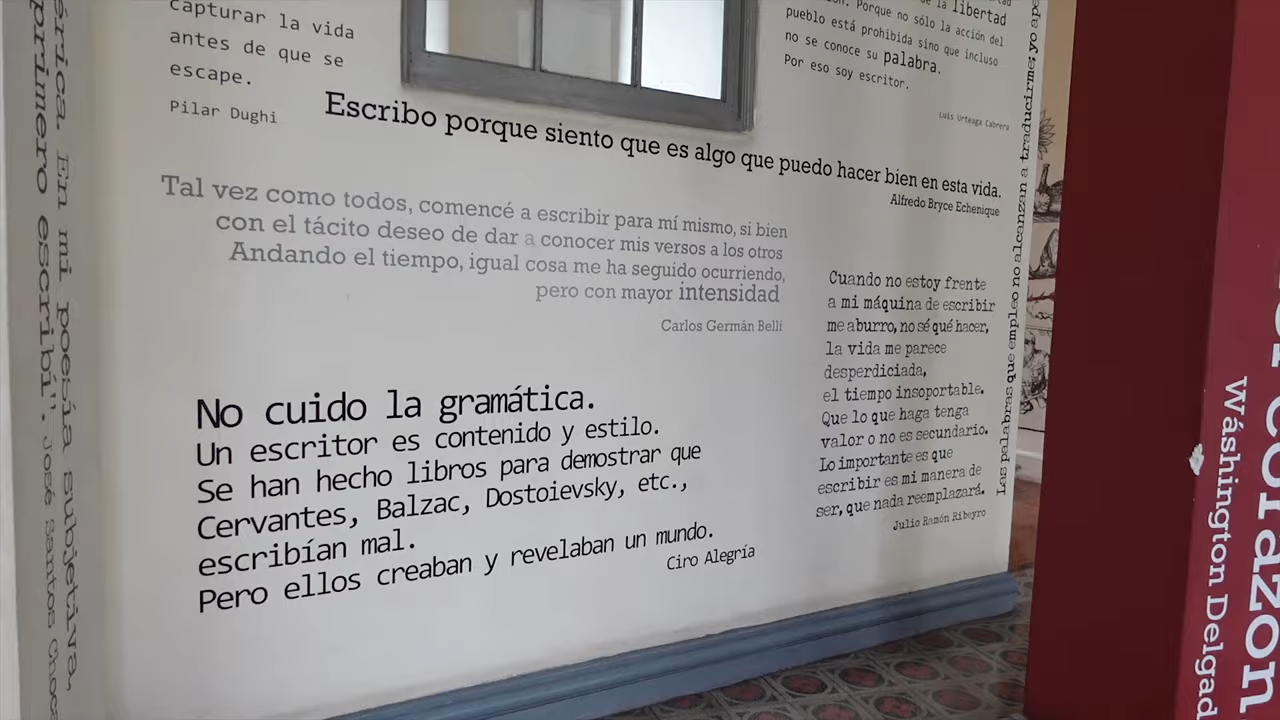 capturar la vida
antes de que se
escape.
Pilar Dughi
libertad
Porque no sólo la acción del
pueblo está prohibida sino que incluso
no se conoce su palabra.
Por eso soy escritor.
Luis Urteaga Cabrera
Escribo porque siento que es algo que puedo hacer bien en esta vida.
Alfredo Bryce Echenique
Tal vez como todos, comencé a escribir para mí mismo, si bien
con el tácito deseo de dar a conocer mis versos a los otros
Andando el tiempo, igual cosa me ha seguido ocurriendo,
pero con mayor intensidad
Carlos Germán Belli
No cuido la gramática.
Un escritor es contenido y estilo.
Se han hecho libros para demostrar que
Cervantes, Balzac, Dostoievsky, etc.,
escribían mal.
Pero ellos creaban y revelaban un mundo.
Ciro Alegría
Cuando no estoy frente
a mi máquina de escribir
me aburro, no sé qué hacer,
la vida me parece
desperdiciada,
el tiempo insoportable.
Que lo que haga tenga
valor o no es secundario.
Lo importante es que
escribir es mi manera de
ser, que nada reemplazará.
Julio Ramón Ribeyro
Las palabras que empleo no alcanzan a traducirme; yo
En mi poesía subjetiva,
primero escribí". José Santos
corazón
Wáshington